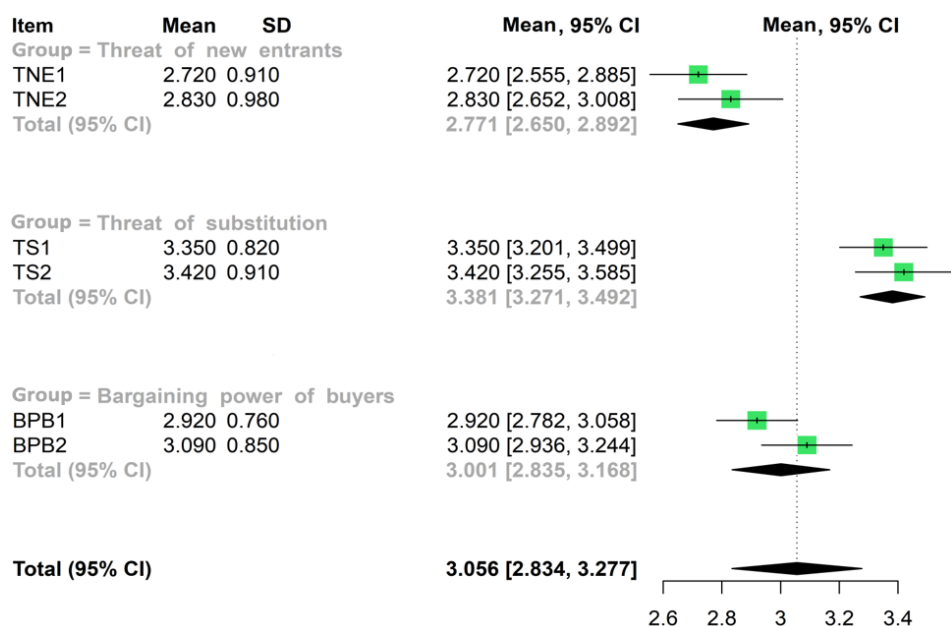 Item Mean SD Mean, 95% CI Mean, 95% CI
Group = Threat of new entrants
TNE1 2.720 0.910 2.720 [2.555, 2.885]
TNE2 2.830 0.980 2.830 [2.652, 3.008]
Total (95% CI) 2.771 [2.650, 2.892]
Group = Threat of substitution
TS1 3.350 0.820 3.350 [3.201, 3.499]
TS2 3.420 0.910 3.420 [3.255, 3.585]
Total (95% CI) 3.381 [3.271, 3.492]
Group = Bargaining power of buyers
BPB1 2.920 0.760 2.920 [2.782, 3.058]
BPB2 3.090 0.850 3.090 [2.936, 3.244]
Total (95% CI) 3.001 [2.835, 3.168]
Total (95% CI) 3.056 [2.834, 3.277]
2.6 2.8 3 3.2 3.4